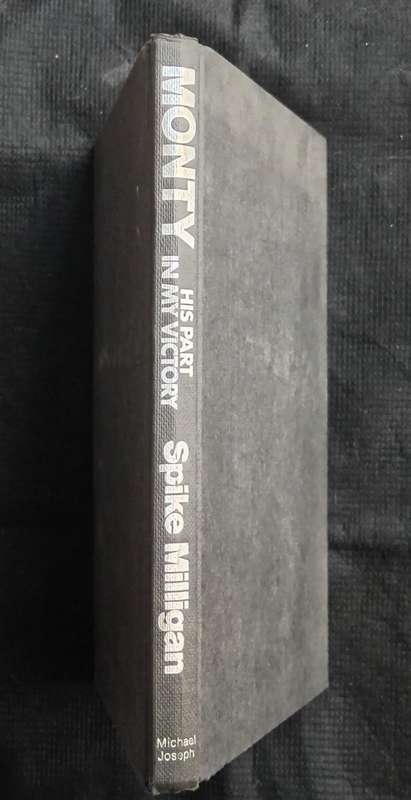 MONTY
HIS PART
IN MY VICTORY
Spike Milligan
Michael
Joseph